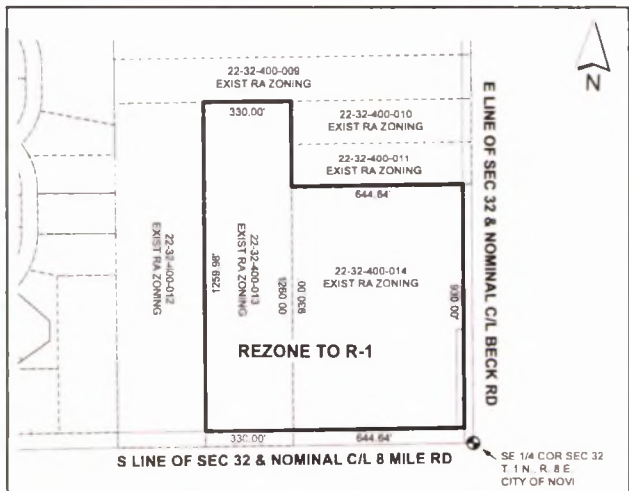 N
22-32-400-009
EXIST RA ZONING
330.00'
22-32-400-010
EXIST RA ZONING
22-32-400-011
EXIST RA ZONING
644.64'
E LINE OF SEC 32 & NOMINAL C/L BECK RD
22-32-400-012
EXIST RA ZONING
1259.96'
22-32-400-013
EXIST RA ZONING
1260.00
930.00
22-32-400-014
EXIST RA ZONING
930.00'
REZONE TO R-1
330.00'
644.64'
S LINE OF SEC 32 & NOMINAL C/L 8 MILE RD
SE 1/4 COR SEC 32
T. 1 N., R. 8 E.
CITY OF NOVI